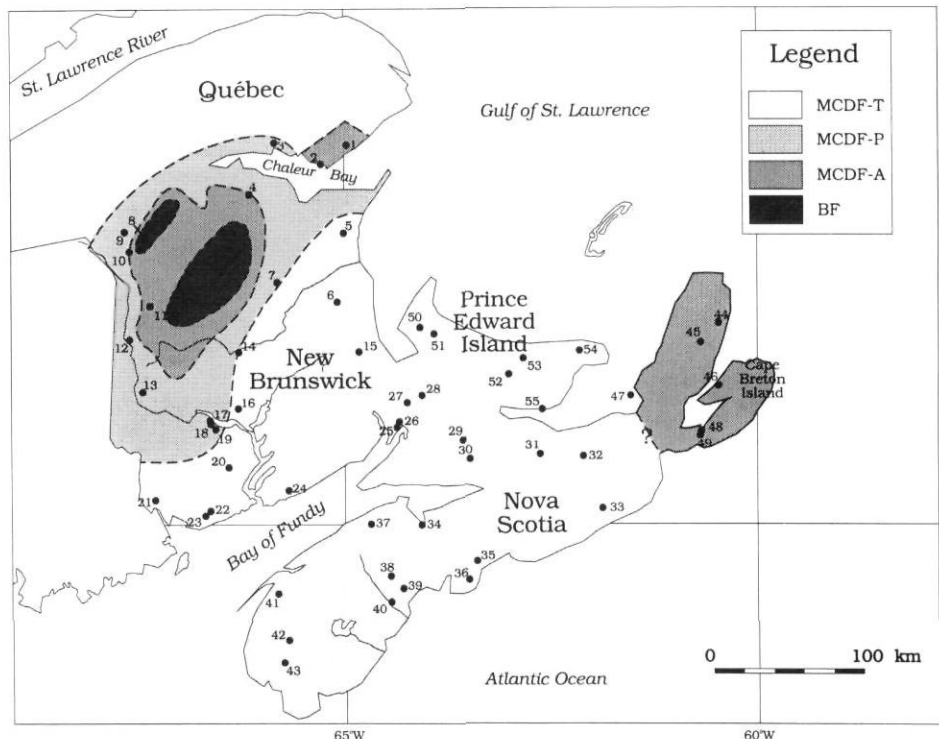 St. Lawrence River
Québec
Gulf of St. Lawrence
Legend
MCDF-T
MCDF-P
MCDF-A
BF
1
2
3
Chaleur Bay
4
5
8
9
10
7
6
11
12
13
14
15
New
Brunswick
16
17
18
19
20
21
22
23
24
50
51
Prince
Edward
Island
52
53
54
55
27
28
26
25
29
30
31
32
33
44
45
46
Cape
Breton
Island
47
48
49
?
Nova
Scotia
Bay of Fundy
37
34
35
36
38
39
40
41
42
43
0
100 km
Atlantic Ocean
65°W
60°W